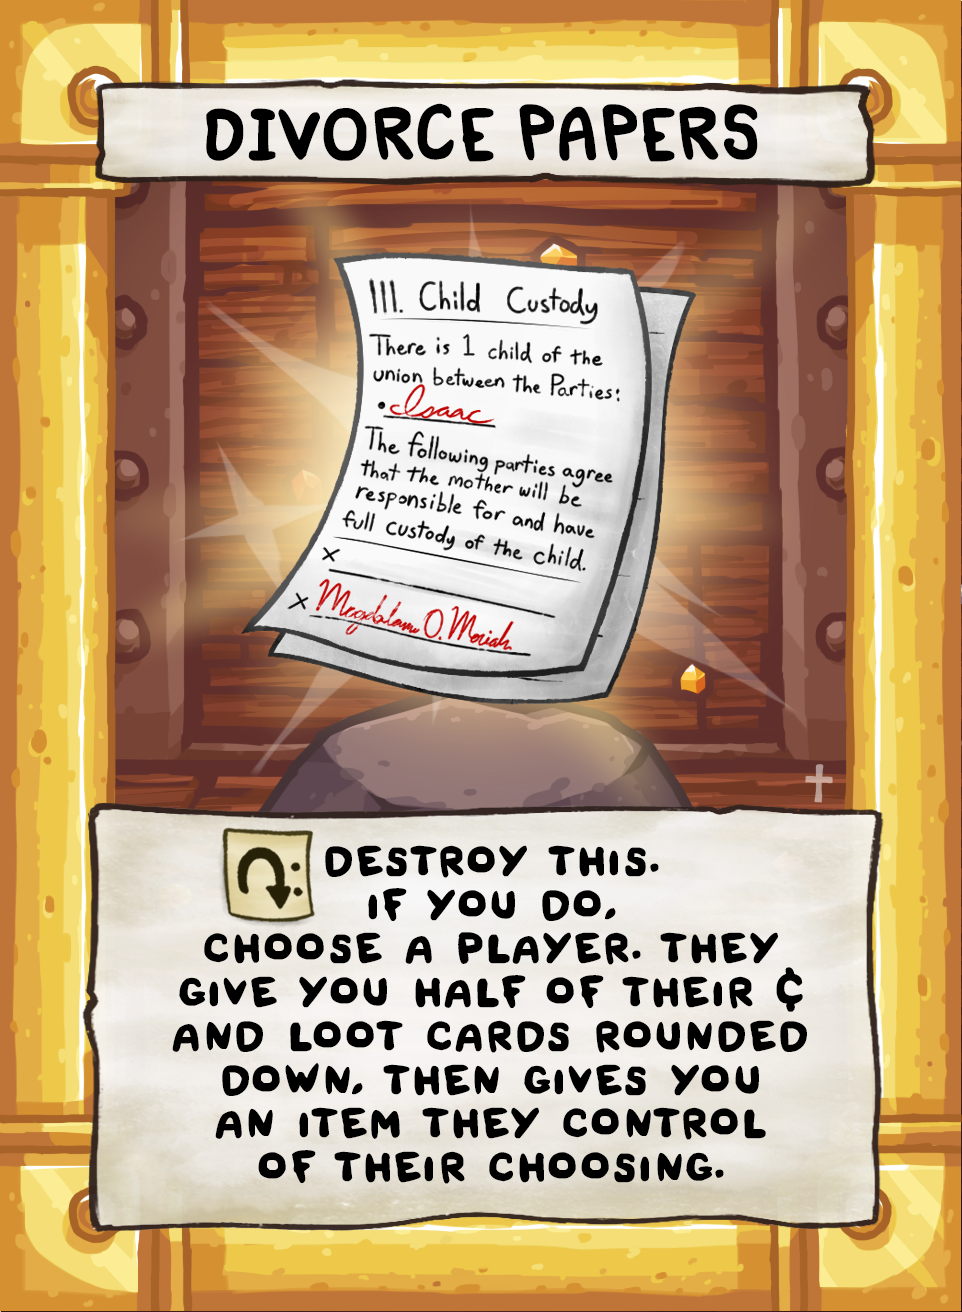 DIVORCE PAPERS
III. Child Custody
There is 1 child of the
union between the Parties:
• Isaac
The following parties agree
that the mother will be
responsible for and have
full custody of the child.
X
X Magdalene O. Moriah
DESTROY THIS.
IF YOU DO,
CHOOSE A PLAYER. THEY
GIVE YOU HALF OF THEIR ¢
AND LOOT CARDS ROUNDED
DOWN, THEN GIVES YOU
AN ITEM THEY CONTROL
OF THEIR CHOOSING.